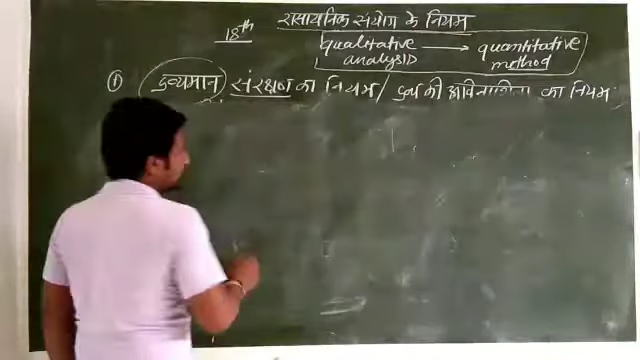 18th रासायनिक संयोग के नियम
qualitative analysis → quantitative method
① द्रव्यमान संरक्षण का नियम / द्रव्य की अविनाशिता का नियम